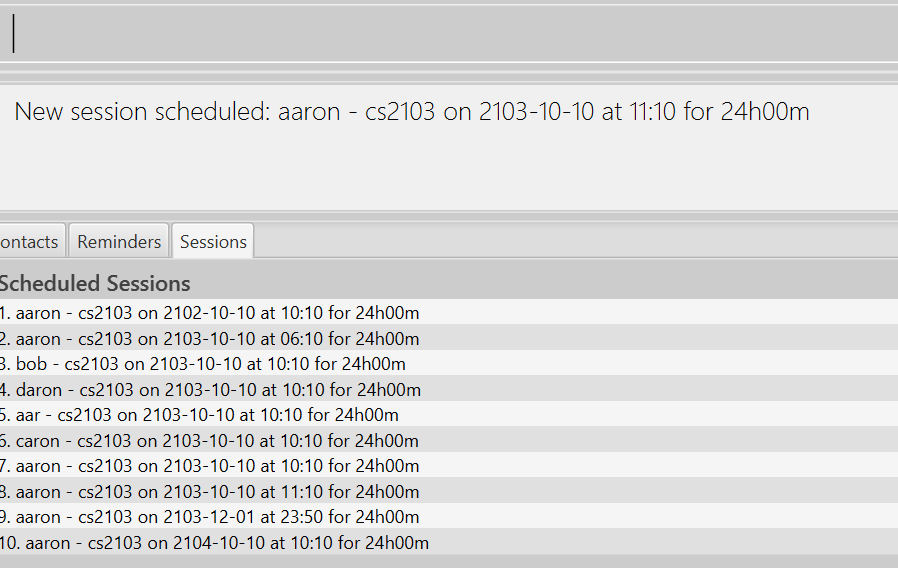 New session scheduled: aaron - cs2103 on 2103-10-10 at 11:10 for 24h00m
ontacts Reminders Sessions
Scheduled Sessions
1. aaron - cs2103 on 2102-10-10 at 10:10 for 24h00m
2. aaron - cs2103 on 2103-10-10 at 06:10 for 24h00m
3. bob - cs2103 on 2103-10-10 at 10:10 for 24h00m
4. daron - cs2103 on 2103-10-10 at 10:10 for 24h00m
5. aar - cs2103 on 2103-10-10 at 10:10 for 24h00m
6. caron - cs2103 on 2103-10-10 at 10:10 for 24h00m
7. aaron - cs2103 on 2103-10-10 at 10:10 for 24h00m
8. aaron - cs2103 on 2103-10-10 at 11:10 for 24h00m
9. aaron - cs2103 on 2103-12-01 at 23:50 for 24h00m
10. aaron - cs2103 on 2104-10-10 at 10:10 for 24h00m